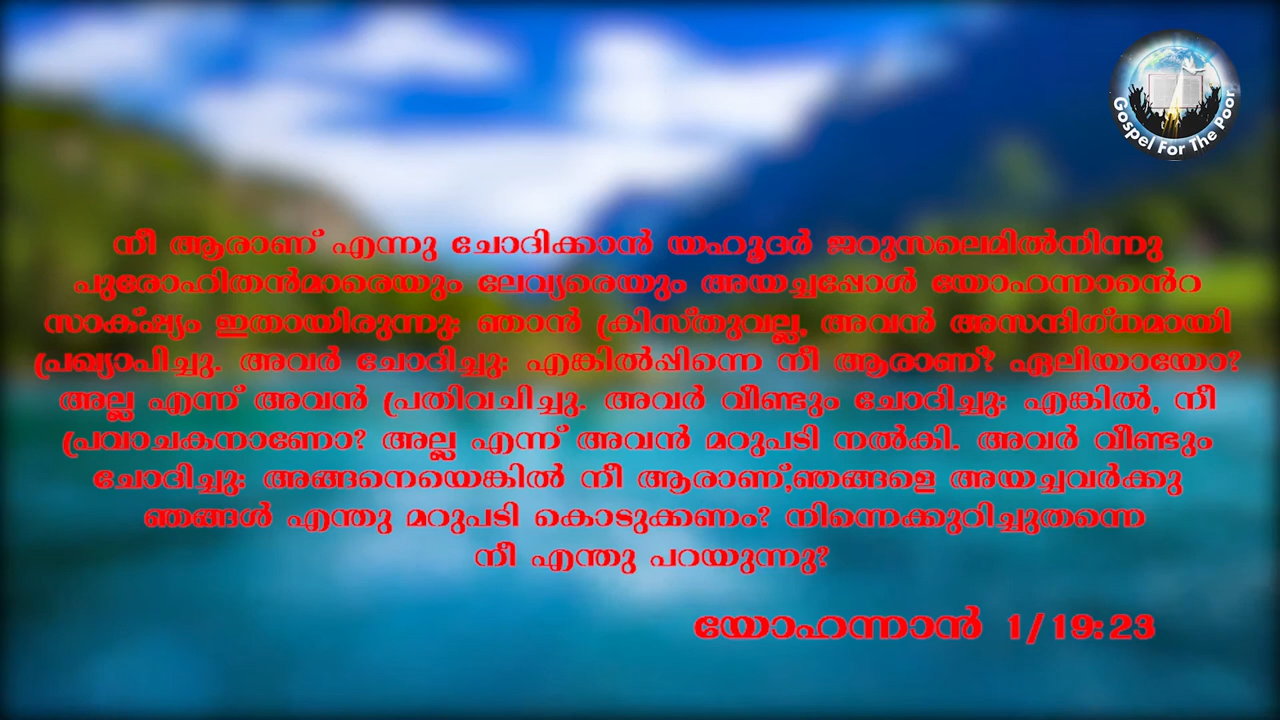 Gospel For The Poor
നീ ആരാണ് എന്നു ചോദിക്കാൻ യഹൂദർ ജറുസലെമിൽനിന്നു
പുരോഹിതൻമാരെയും ലേവ്യരെയും അയച്ചപ്പോൾ യോഹന്നാന്റെ
സാക്ഷ്യം ഇതായിരുന്നു: ഞാൻ ക്രിസ്തുവല്ല, അവൻ അസന്ദിഗ്ധമായി
പ്രഖ്യാപിച്ചു. അവർ ചോദിച്ചു: എങ്കിൽപ്പിന്നെ നീ ആരാണ്? ഏലിയായോ?
അല്ല എന്ന് അവൻ പ്രതിവചിച്ചു. അവർ വീണ്ടും ചോദിച്ചു: എങ്കിൽ, നീ
പ്രവാചകനാണോ? അല്ല എന്ന് അവൻ മറുപടി നൽകി. അവർ വീണ്ടും
ചോദിച്ചു: അങ്ങനെയെങ്കിൽ നീ ആരാണ്,ഞങ്ങളെ അയച്ചവർക്കു
ഞങ്ങൾ എന്തു മറുപടി കൊടുക്കണം? നിന്നെക്കുറിച്ചുതന്നെ
നീ എന്തു പറയുന്നു?
യോഹന്നാൻ 1/19:23